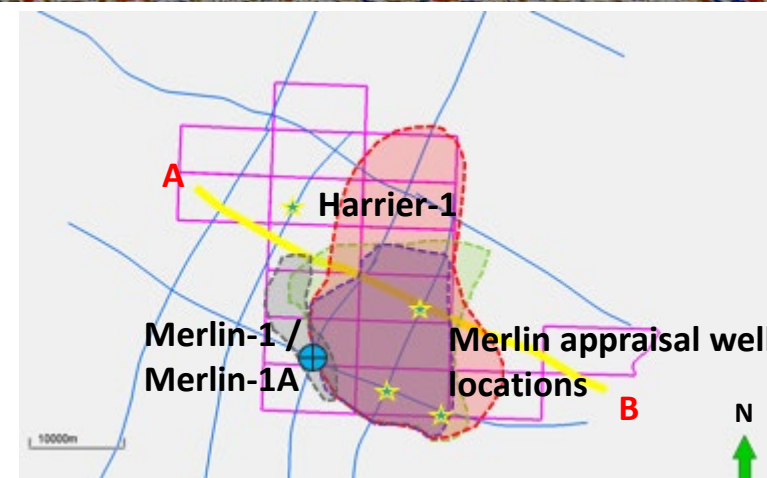 A
Harrier-1
Merlin-1 /
Merlin-1A
Merlin appraisal well
locations
B
N
10000m